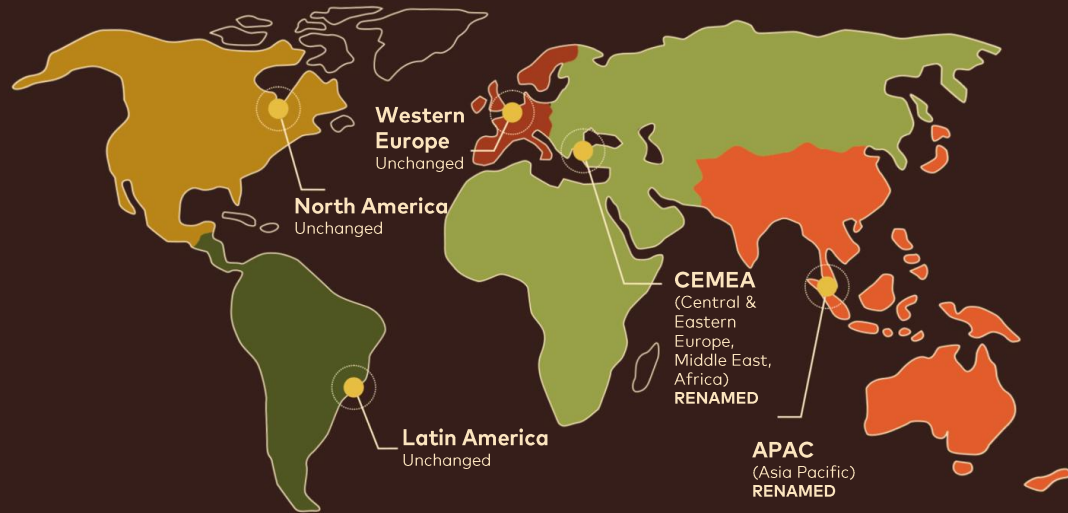 Western
Europe
Unchanged
North America
Unchanged
CEMEA
(Central &
Eastern
Europe,
Middle East,
Africa)
RENAMED
Latin America
Unchanged
APAC
(Asia Pacific)
RENAMED